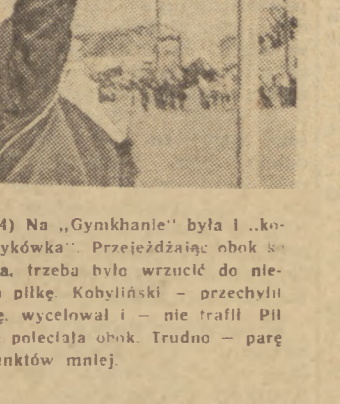 4) Na „Gymkhanie" była i „ko-
ykówka". Przejeżdżając obok
a, trzeba było wrzucić do nie-
piłkę. Kobyliński — przechylił
ę, wycelował i — nie trafił. Pił
poleciała obok. Trudno — parę
unktów mniej.